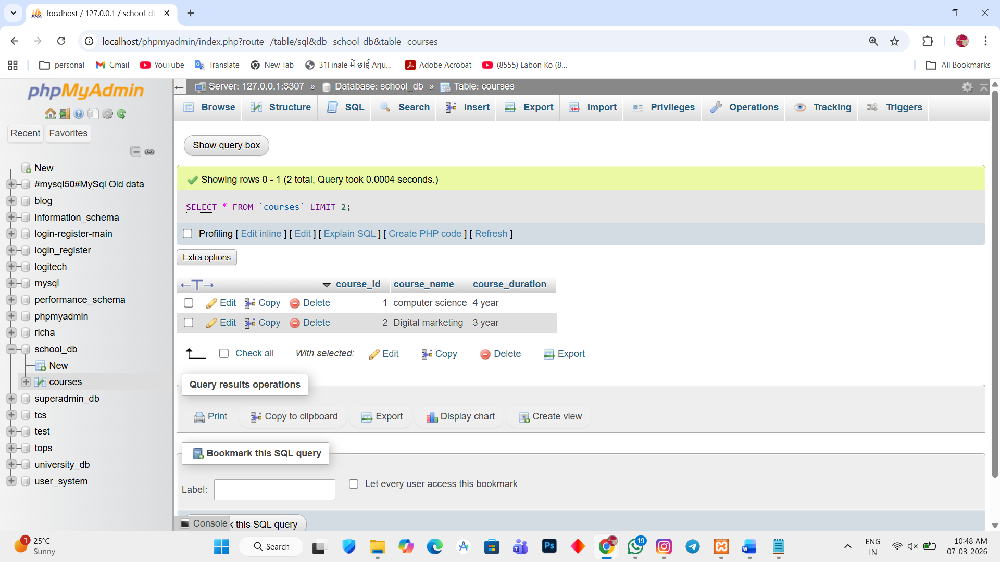 localhost / 127.0.0.1 / school_d
localhost/phpmyadmin/index.php?route=/table/sql&db=school_db&table=courses
personal Gmail YouTube Translate New Tab 31Finale में छाई Arju... Adobe Acrobat (8555) Labon Ko (8... All Bookmarks
phpMyAdmin
Recent Favorites
New
#mysql50#MySql Old data
blog
information_schema
login-register-main
login_register
logitech
mysql
performance_schema
phpmyadmin
richa
school_db
New
courses
superadmin_db
tcs
test
tops
university_db
user_system
Server: 127.0.0.1:3307 » Database: school_db » Table: courses
Browse Structure SQL Search Insert Export Import Privileges Operations Tracking Triggers
Show query box
Showing rows 0 - 1 (2 total, Query took 0.0004 seconds.)
SELECT * FROM `courses` LIMIT 2;
Profiling [ Edit inline ] [ Edit ] [ Explain SQL ] [ Create PHP code ] [ Refresh ]
Extra options
course_id course_name course_duration
Edit Copy Delete 1 computer science 4 year
Edit Copy Delete 2 Digital marketing 3 year
Check all With selected: Edit Copy Delete Export
Query results operations
Print Copy to clipboard Export Display chart Create view
Bookmark this SQL query
Label: Let every user access this bookmark
Console k this SQL query
1 25°C
Sunny
Search
Ps
19
ENG
IN
10:48 AM
07-03-2026